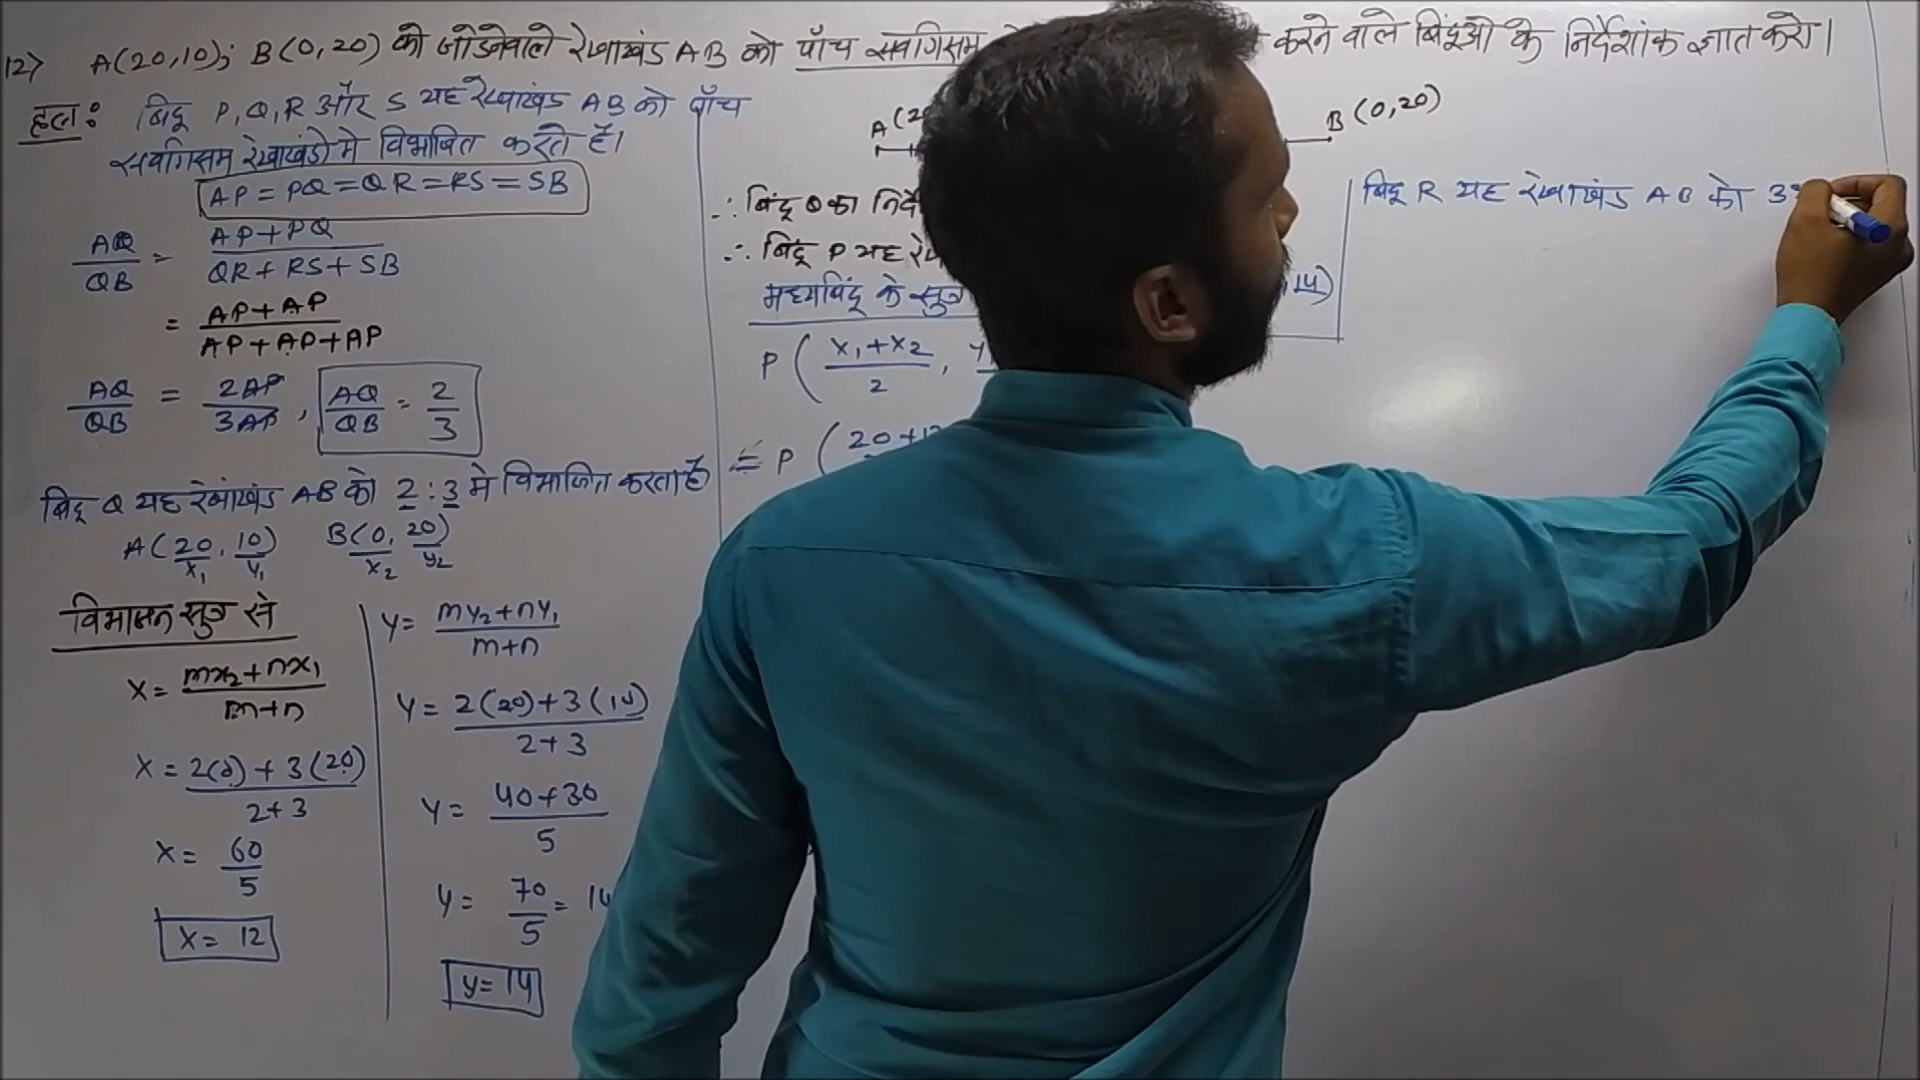 12) A(20,10); B(0,20) को जोडनेवाले रेखाखंड AB को पाँच सर्वांगसम करने वाले बिंदूओ के निर्देशांक ज्ञात करो।
हल: बिंदू P, Q, R और S यह रेखाखंड AB को पाँच
सर्वांगिसम रेखाखंडो मे विभाजित करते हैं।
AP = PQ = QR = RS = SB
AQ/QB = AP+PQ / QR+RS+SB
= AP+AP / AP+AP+AP
AQ/QB = 2AP/3AP , AQ/QB = 2/3
बिंदू Q यह रेखाखंड AB को 2 : 3 मे विभाजित करता है
A(20, 10) B(0, 20)
x₁ y₁ x₂ y₂
विभाजन सुत्र से
x = mx₂+nx₁ / m+n
x = 2(0) + 3(20) / 2+3
x = 60/5
x = 12
y = my₂+ny₁ / m+n
y = 2(20)+3(10) / 2+3
y = 40+30 / 5
y = 70/5 = 14
y = 14
A B(0,20)
∴ बिंदू Q का
∴ बिंदू P यह 14)
मध्यबिंदू के सुत्र
P ( x₁+x₂ / 2 ,
= P ( 20+12
बिंदू R यह रेखाखंड AB को